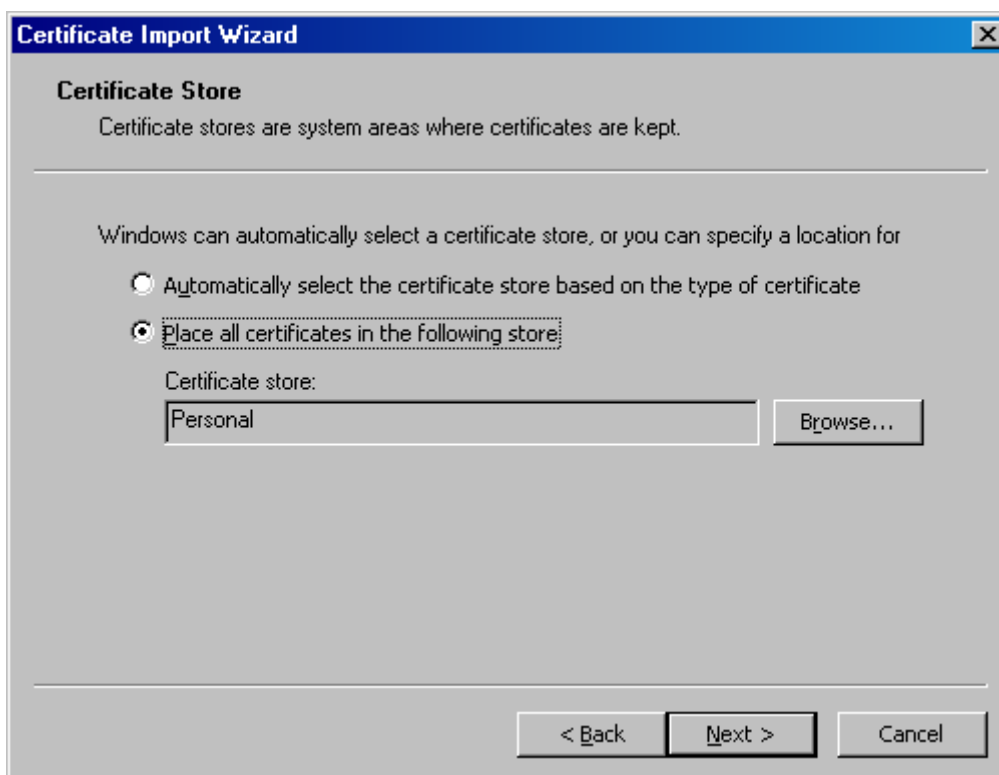 Certificate Import Wizard
Certificate Store
Certificate stores are system areas where certificates are kept.
Windows can automatically select a certificate store, or you can specify a location for
Automatically select the certificate store based on the type of certificate
Place all certificates in the following store
Certificate store:
Personal
Browse...
< Back
Next >
Cancel